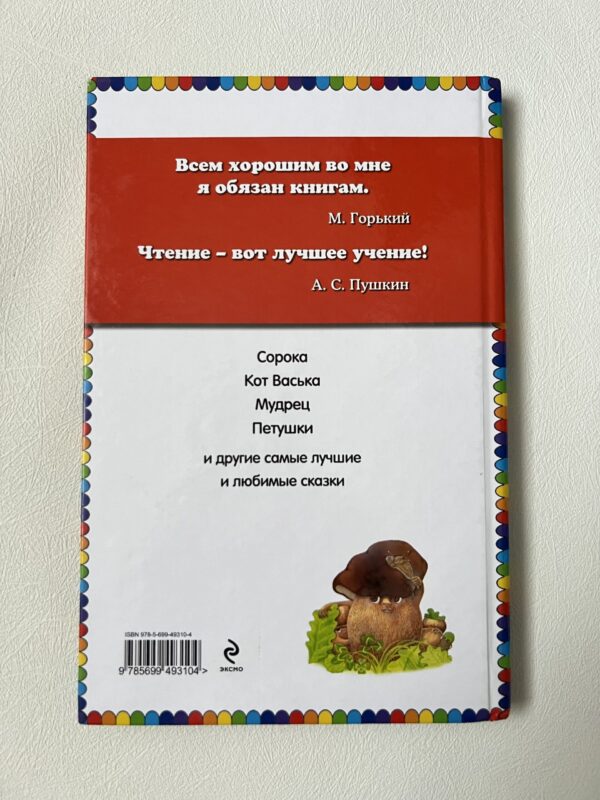 Всем хорошим во мне
я обязан книгам.
М. Горький
Чтение – вот лучшее учение!
А. С. Пушкин
Сорока
Кот Васька
Мудрец
Петушки
и другие самые лучшие
и любимые сказки
ISBN 978-5-699-49310-4
9 785699 493104 >
ЭКСМО